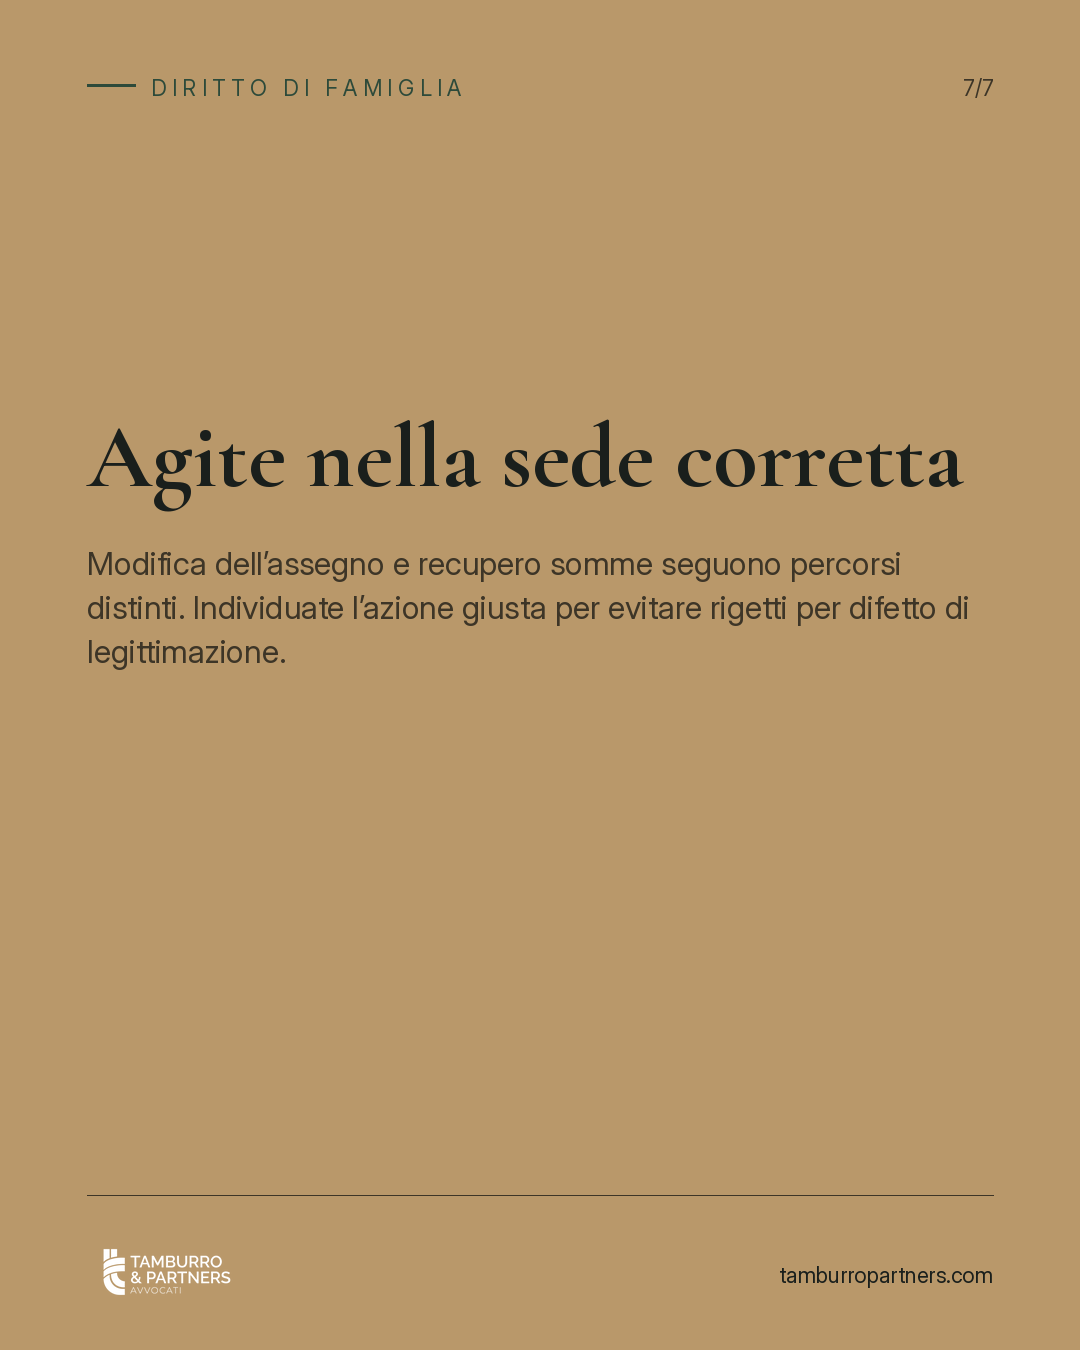 DIRITTO DI FAMIGLIA
7/7
Agite nella sede corretta
Modifica dell’assegno e recupero somme seguono percorsi
distinti. Individuate l’azione giusta per evitare rigetti per difetto di
legittimazione.
TAMBURRO
& PARTNERS
AVVOCATI
tamburropartners.com